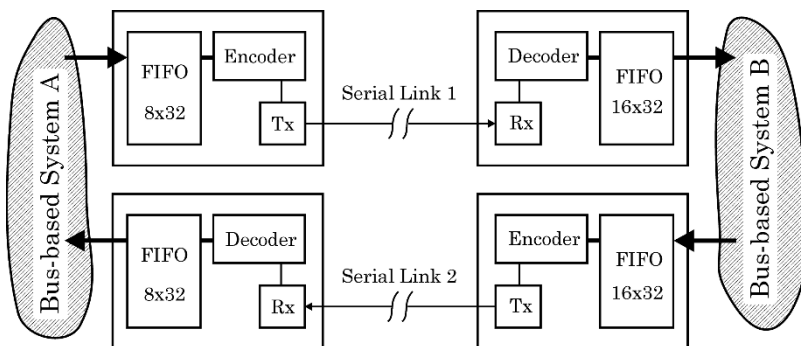 Bus-based System A
FIFO
8x32
Encoder
Tx
Serial Link 1
Decoder
Rx
FIFO
16x32
Bus-based System B
FIFO
8x32
Decoder
Rx
Serial Link 2
Encoder
Tx
FIFO
16x32